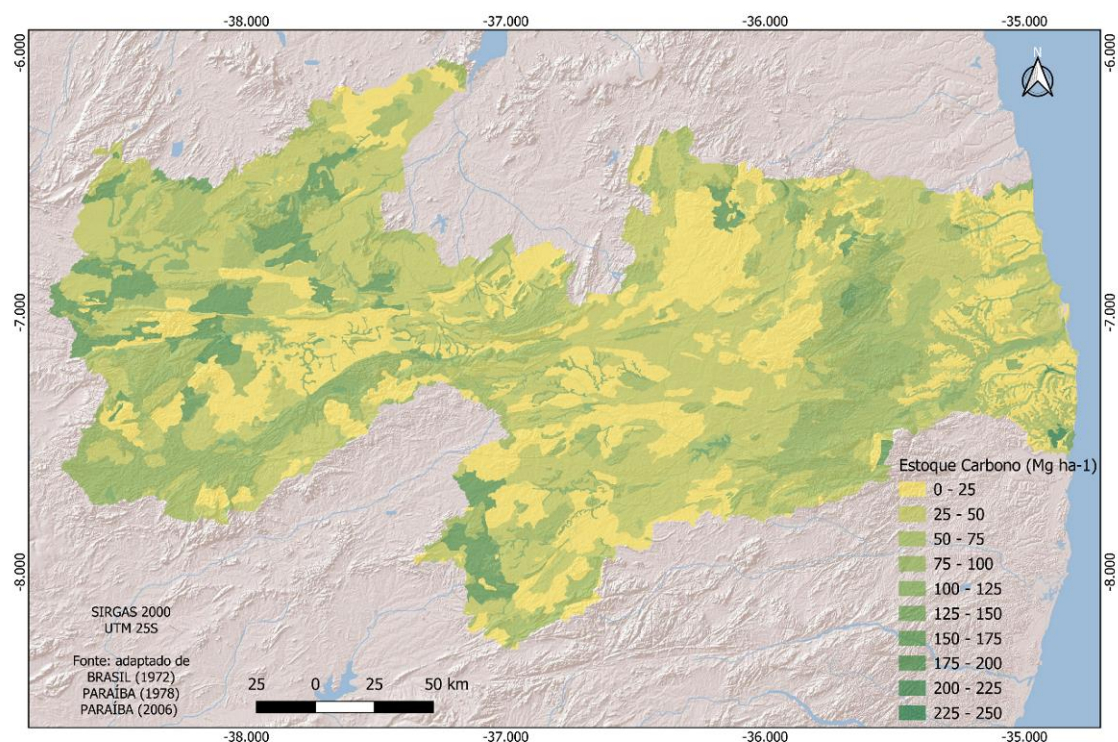 -38.000 -37.000 -36.000 -35.000
-6.000 -6.000
N
-7.000 -7.000
Estoque Carbono (Mg ha-1)
0 - 25
25 - 50
50 - 75
75 - 100
100 - 125
125 - 150
150 - 175
175 - 200
200 - 225
225 - 250
-8.000 -8.000
SIRGAS 2000
UTM 25S
Fonte: adaptado de
BRASIL (1972)
PARAÍBA (1978)
PARAÍBA (2006)
25 0 25 50 km
-38.000 -37.000 -36.000 -35.000